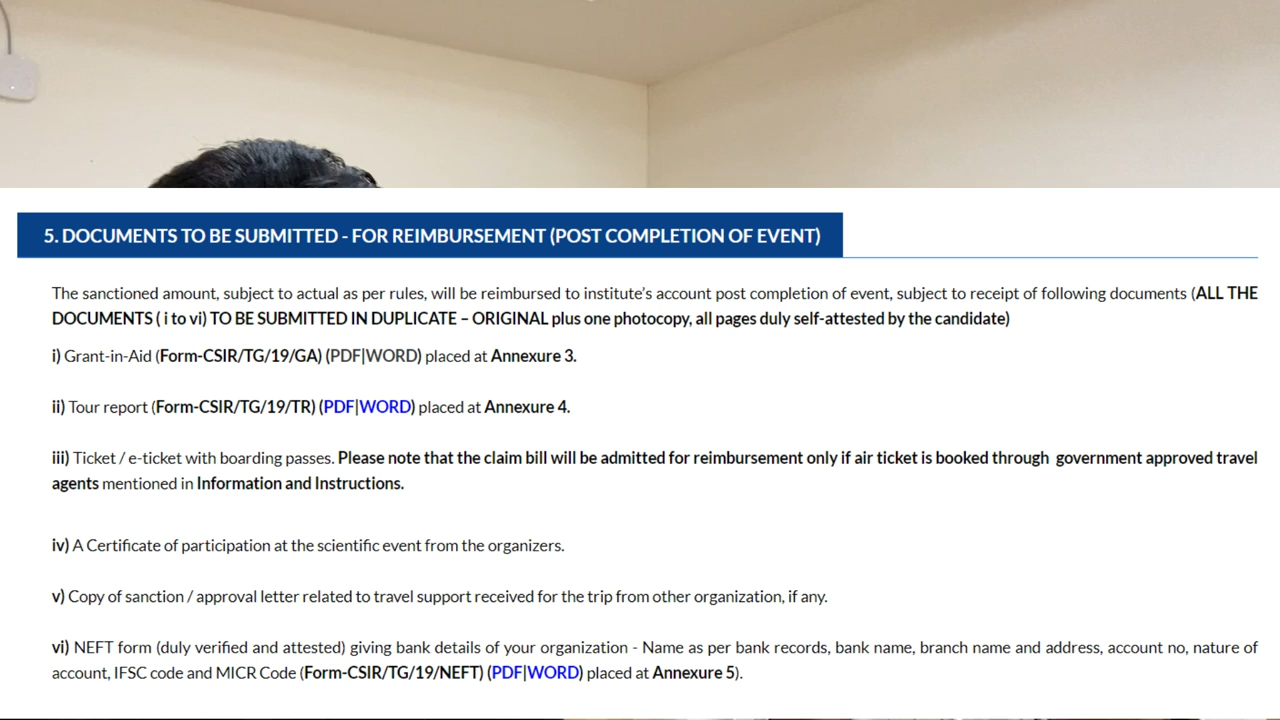 5. DOCUMENTS TO BE SUBMITTED - FOR REIMBURSEMENT (POST COMPLETION OF EVENT)
The sanctioned amount, subject to actual as per rules, will be reimbursed to institute's account post completion of event, subject to receipt of following documents (ALL THE
DOCUMENTS ( i to vi) TO BE SUBMITTED IN DUPLICATE – ORIGINAL plus one photocopy, all pages duly self-attested by the candidate)
i) Grant-in-Aid (Form-CSIR/TG/19/GA) (PDF|WORD) placed at Annexure 3.
ii) Tour report (Form-CSIR/TG/19/TR) (PDF|WORD) placed at Annexure 4.
iii) Ticket / e-ticket with boarding passes. Please note that the claim bill will be admitted for reimbursement only if air ticket is booked through government approved travel
agents mentioned in Information and Instructions.
iv) A Certificate of participation at the scientific event from the organizers.
v) Copy of sanction / approval letter related to travel support received for the trip from other organization, if any.
vi) NEFT form (duly verified and attested) giving bank details of your organization - Name as per bank records, bank name, branch name and address, account no, nature of
account, IFSC code and MICR Code (Form-CSIR/TG/19/NEFT) (PDF|WORD) placed at Annexure 5).